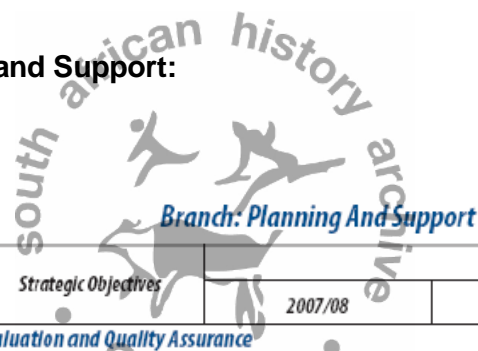 and Support:
south african history archive
Branch: Planning And Support
Strategic Objectives
2007/08
aluation and Quality Assurance